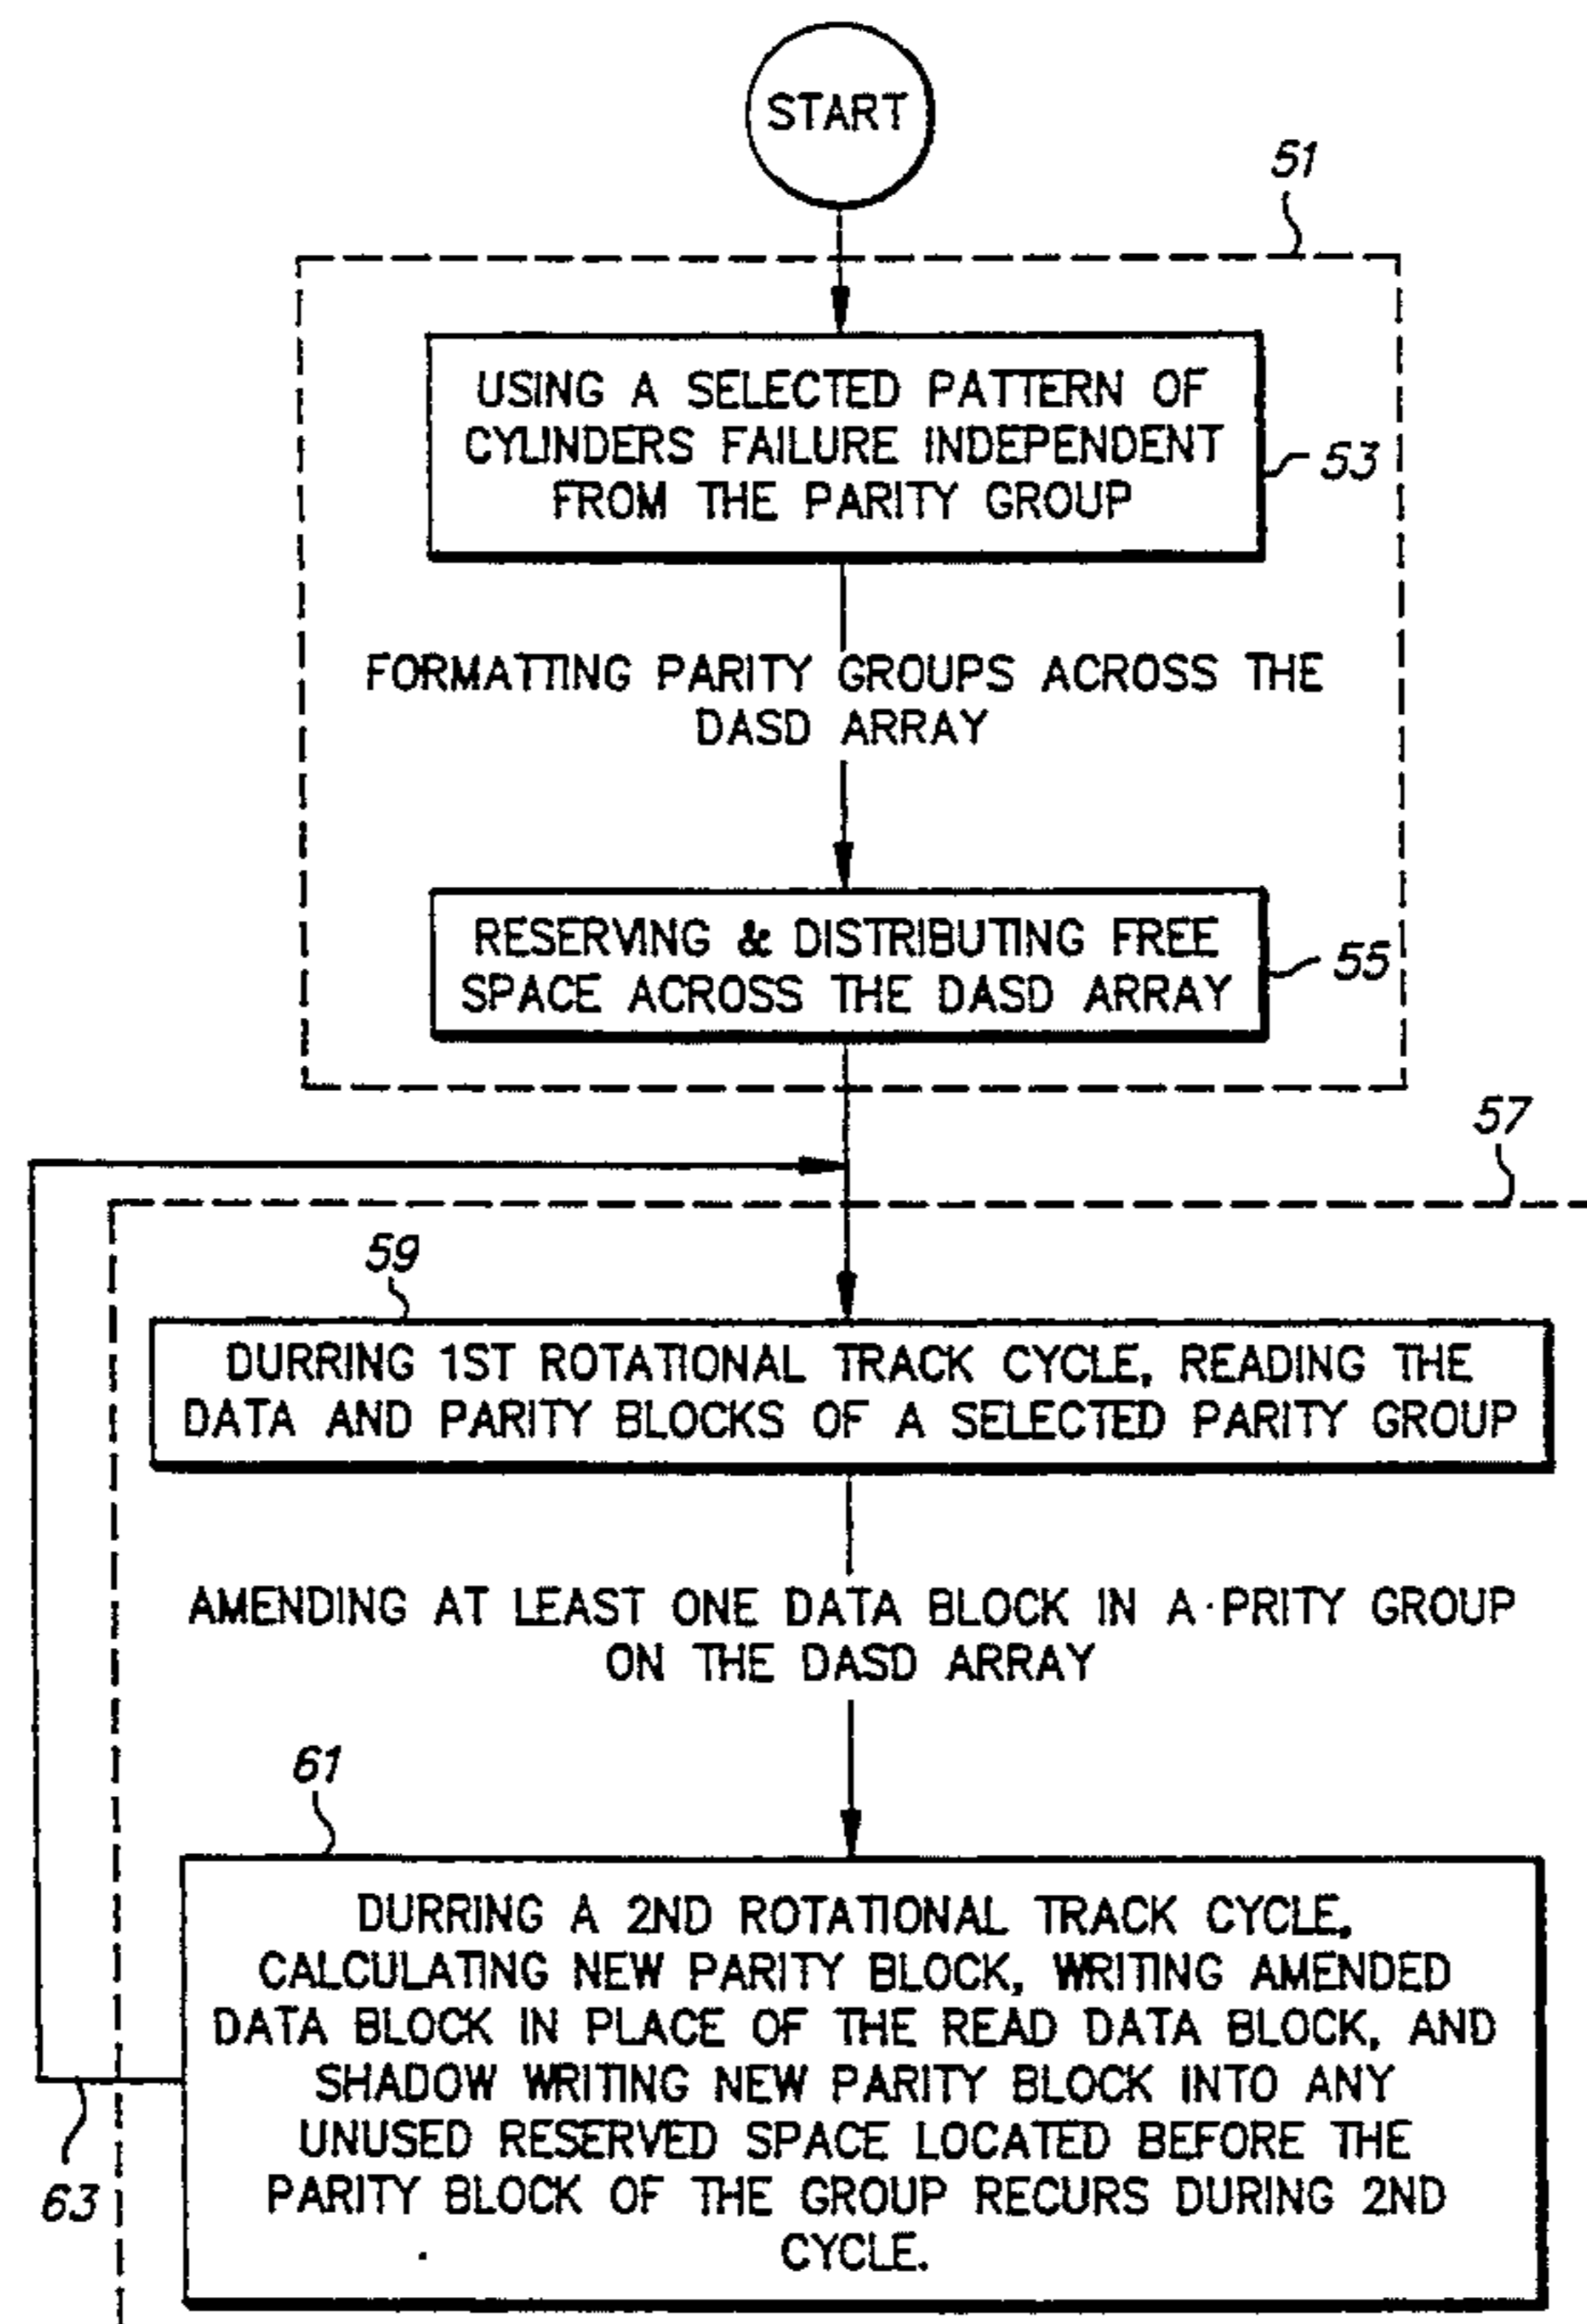 START
51
USING A SELECTED PATTERN OF
CYLINDERS FAILURE INDEPENDENT
FROM THE PARITY GROUP
53
FORMATTING PARITY GROUPS ACROSS THE
DASD ARRAY
RESERVING & DISTRIBUTING FREE
SPACE ACROSS THE DASD ARRAY
55
57
59
DURRING 1ST ROTATIONAL TRACK CYCLE, READING THE
DATA AND PARITY BLOCKS OF A SELECTED PARITY GROUP
AMENDING AT LEAST ONE DATA BLOCK IN A PRITY GROUP
ON THE DASD ARRAY
61
DURRING A 2ND ROTATIONAL TRACK CYCLE,
CALCULATING NEW PARITY BLOCK, WRITING AMENDED
DATA BLOCK IN PLACE OF THE READ DATA BLOCK, AND
SHADOW WRITING NEW PARITY BLOCK INTO ANY
UNUSED RESERVED SPACE LOCATED BEFORE THE
PARITY BLOCK OF THE GROUP RECURS DURING 2ND
CYCLE.
63